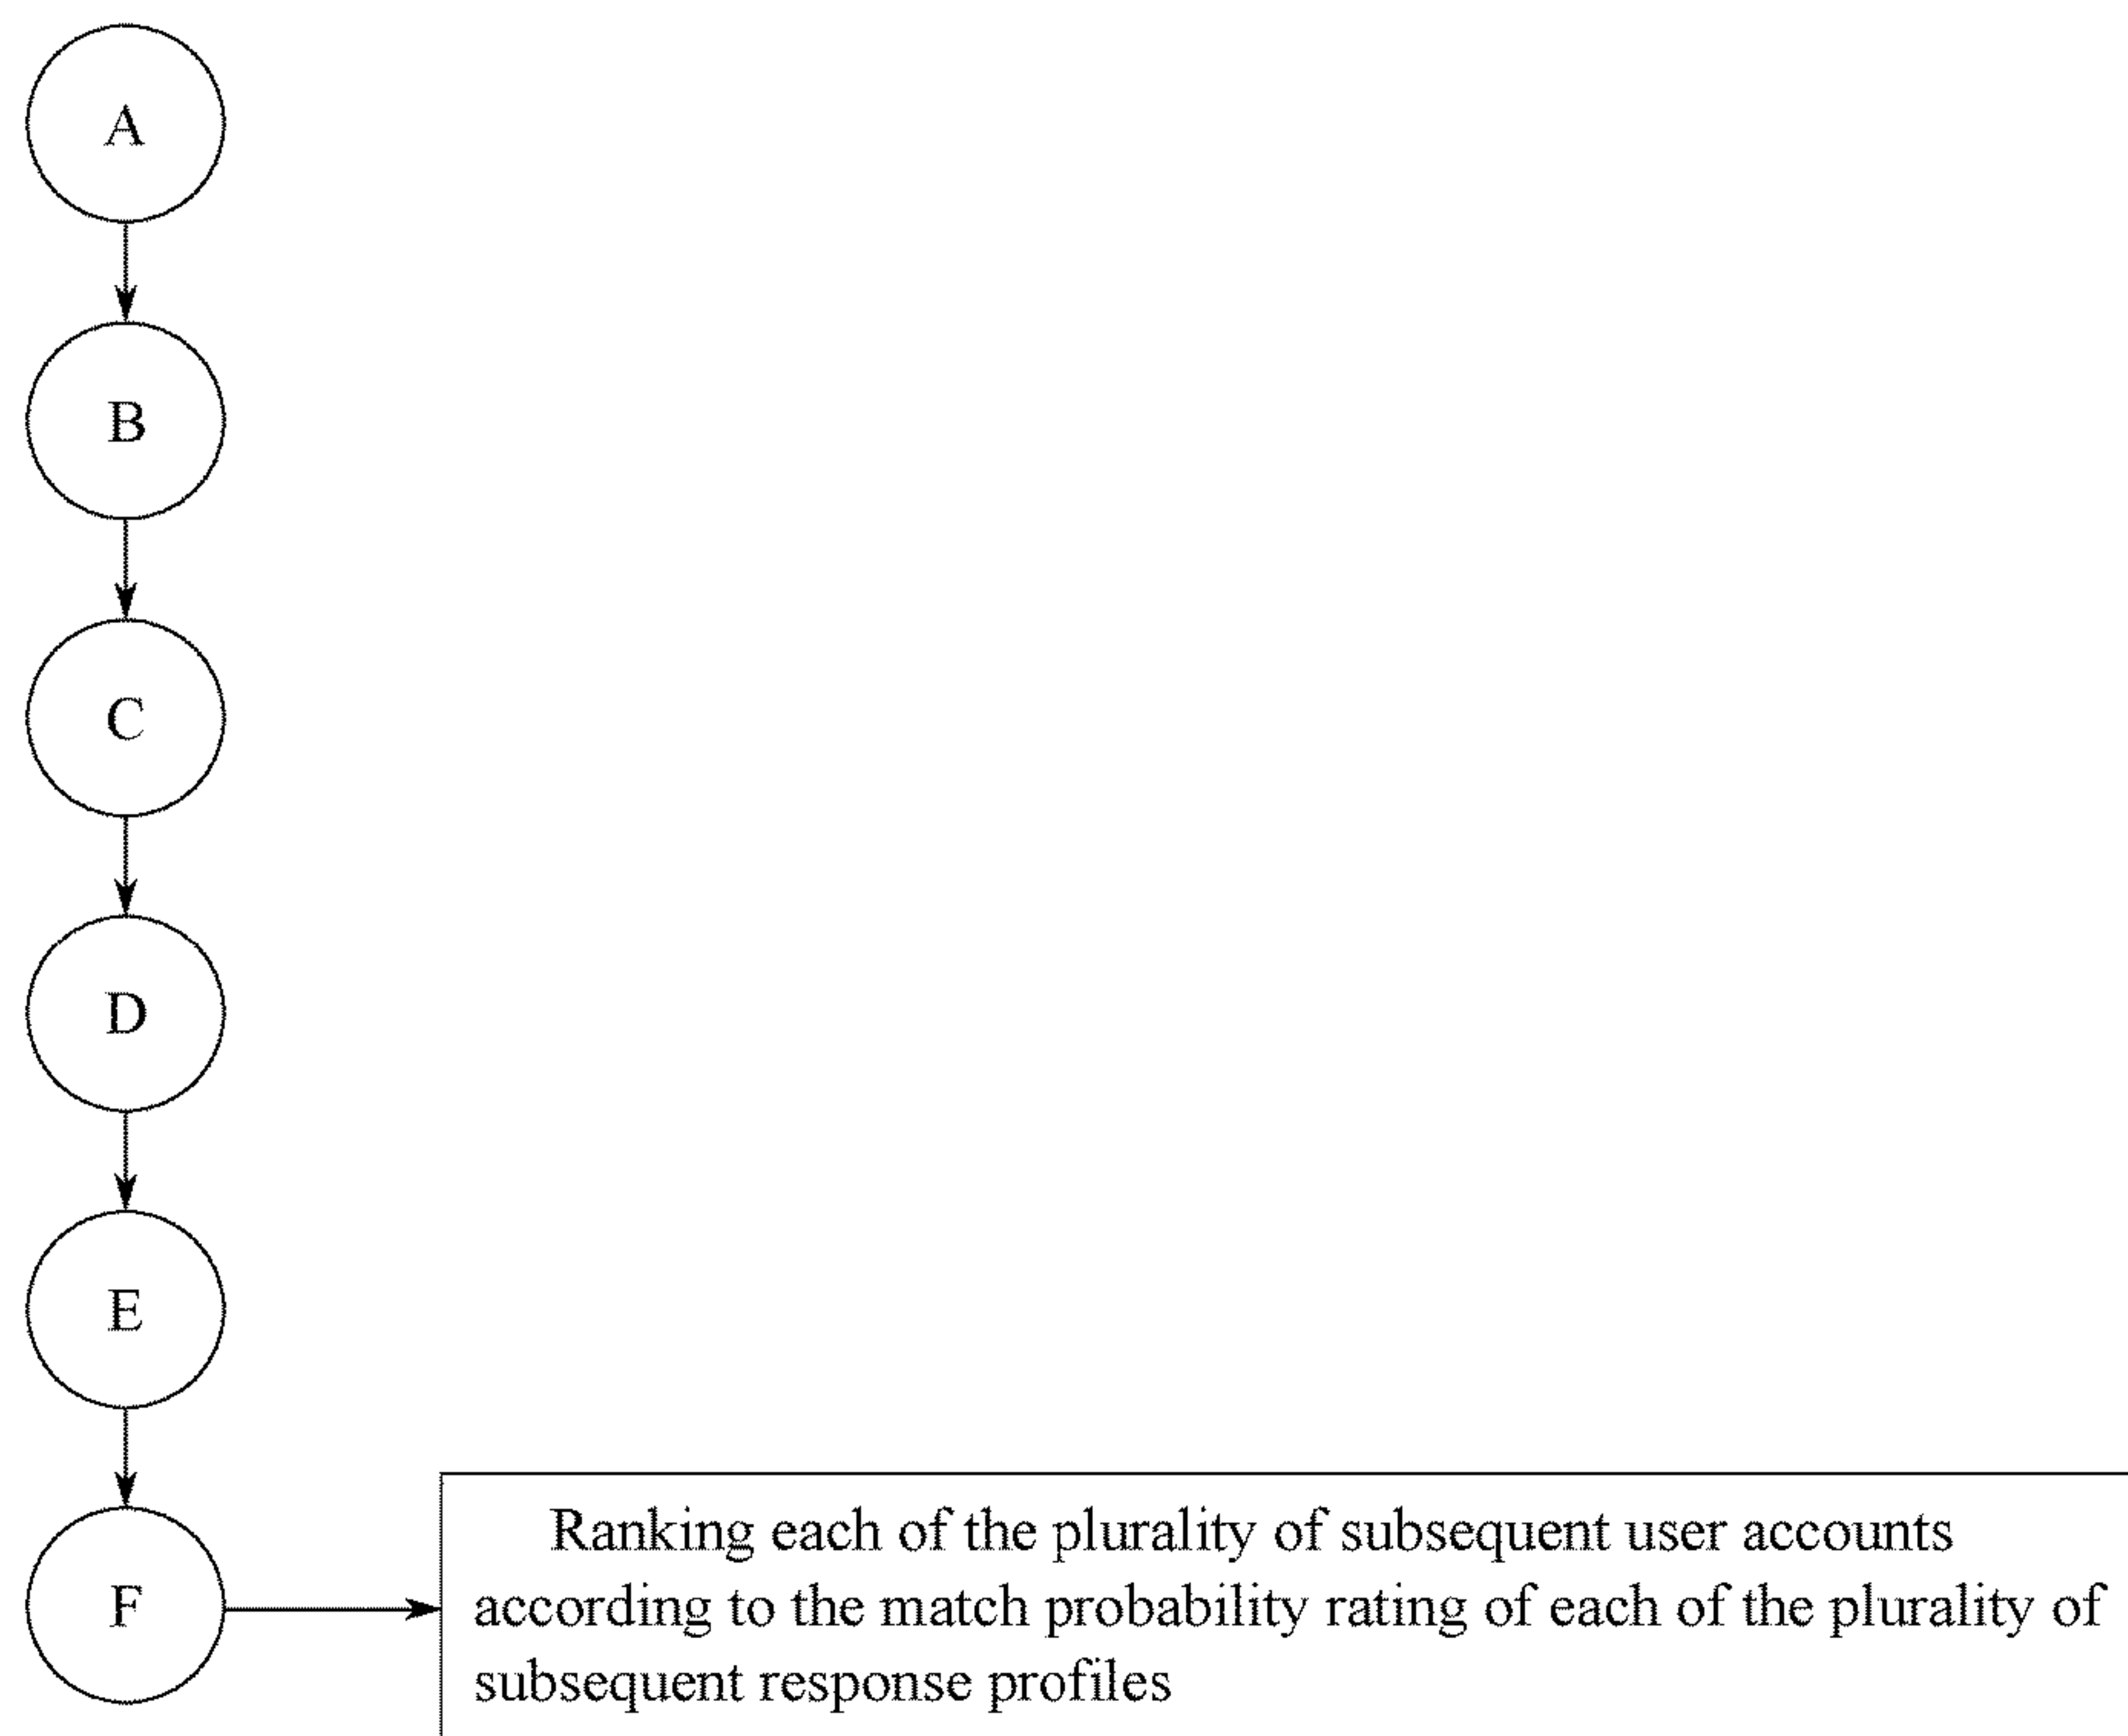 A
B
C
D
E
F
Ranking each of the plurality of subsequent user accounts
according to the match probability rating of each of the plurality of
subsequent response profiles